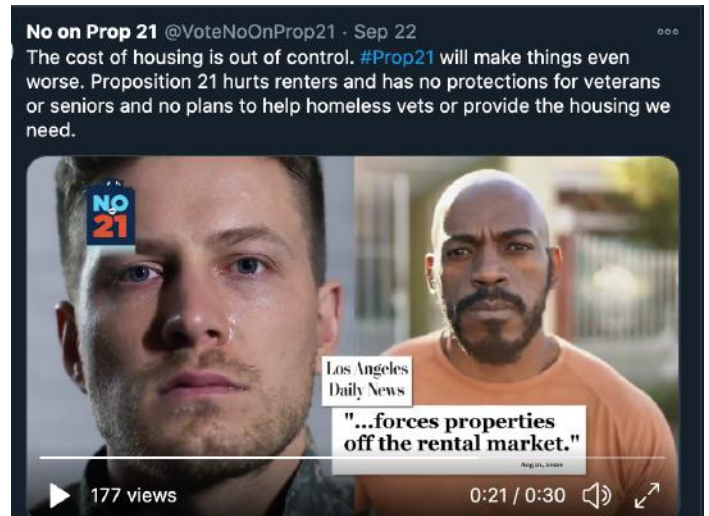 No on Prop 21 @VoteNoOnProp21 · Sep 22
The cost of housing is out of control. #Prop21 will make things even
worse. Proposition 21 hurts renters and has no protections for veterans
or seniors and no plans to help homeless vets or provide the housing we
need.
NO
21
Los Angeles
Daily News
"...forces properties
off the rental market."
Aug 21, 2020
177 views
0:21 / 0:30